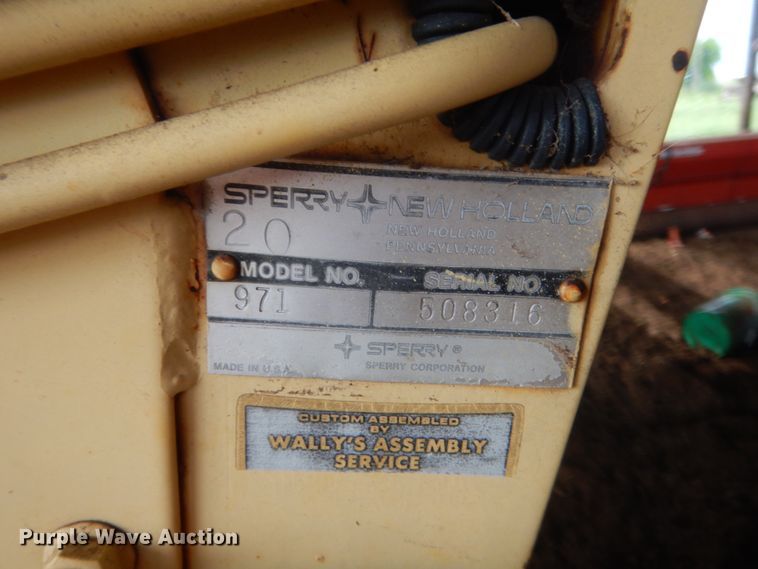 SPERRY NEW HOLLAND
20
NEW HOLLAND
PENNSYLVANIA
MODEL NO. SERIAL NO.
971 508316
SPERRY®
MADE IN U.S.A. SPERRY CORPORATION
CUSTOM ASSEMBLED
BY
WALLY'S ASSEMBLY
SERVICE
Purple Wave Auction®